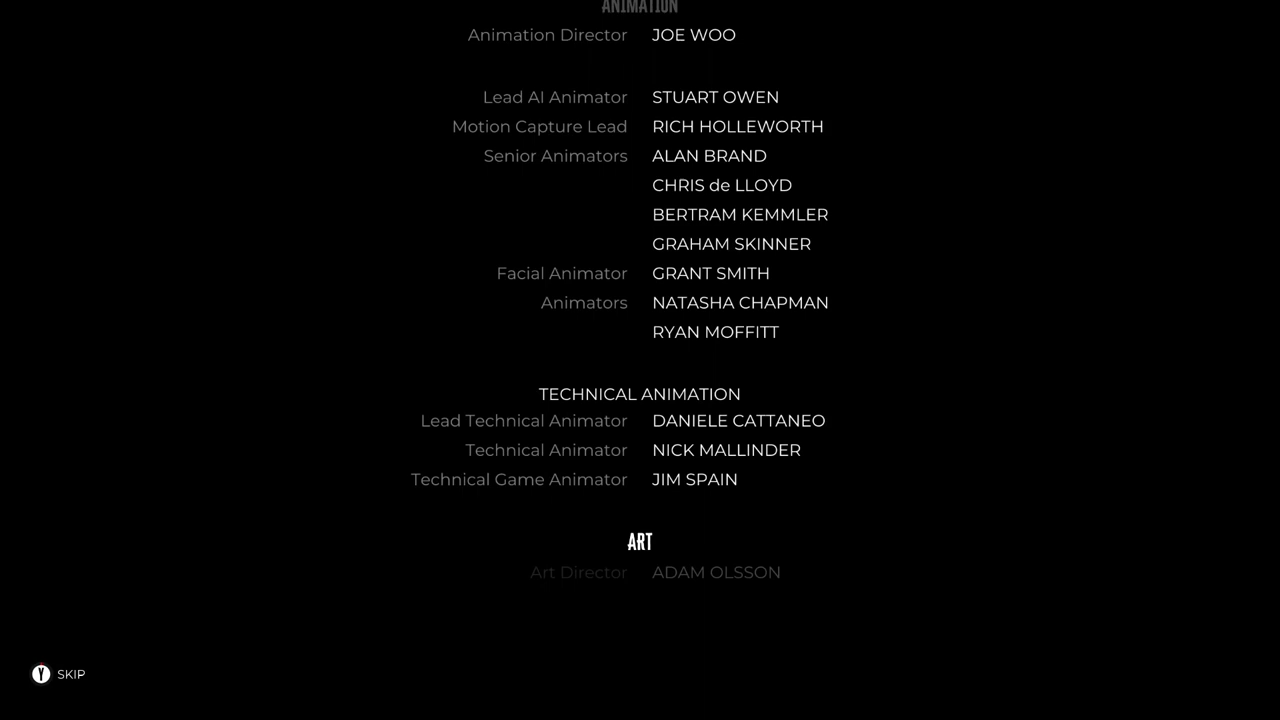 ANIMATION
Animation Director JOE WOO
Lead AI Animator STUART OWEN
Motion Capture Lead RICH HOLLEWORTH
Senior Animators ALAN BRAND
CHRIS de LLOYD
BERTRAM KEMMLER
GRAHAM SKINNER
Facial Animator GRANT SMITH
Animators NATASHA CHAPMAN
RYAN MOFFITT
TECHNICAL ANIMATION
Lead Technical Animator DANIELE CATTANEO
Technical Animator NICK MALLINDER
Technical Game Animator JIM SPAIN
ART
Art Director ADAM OLSSON
Y SKIP